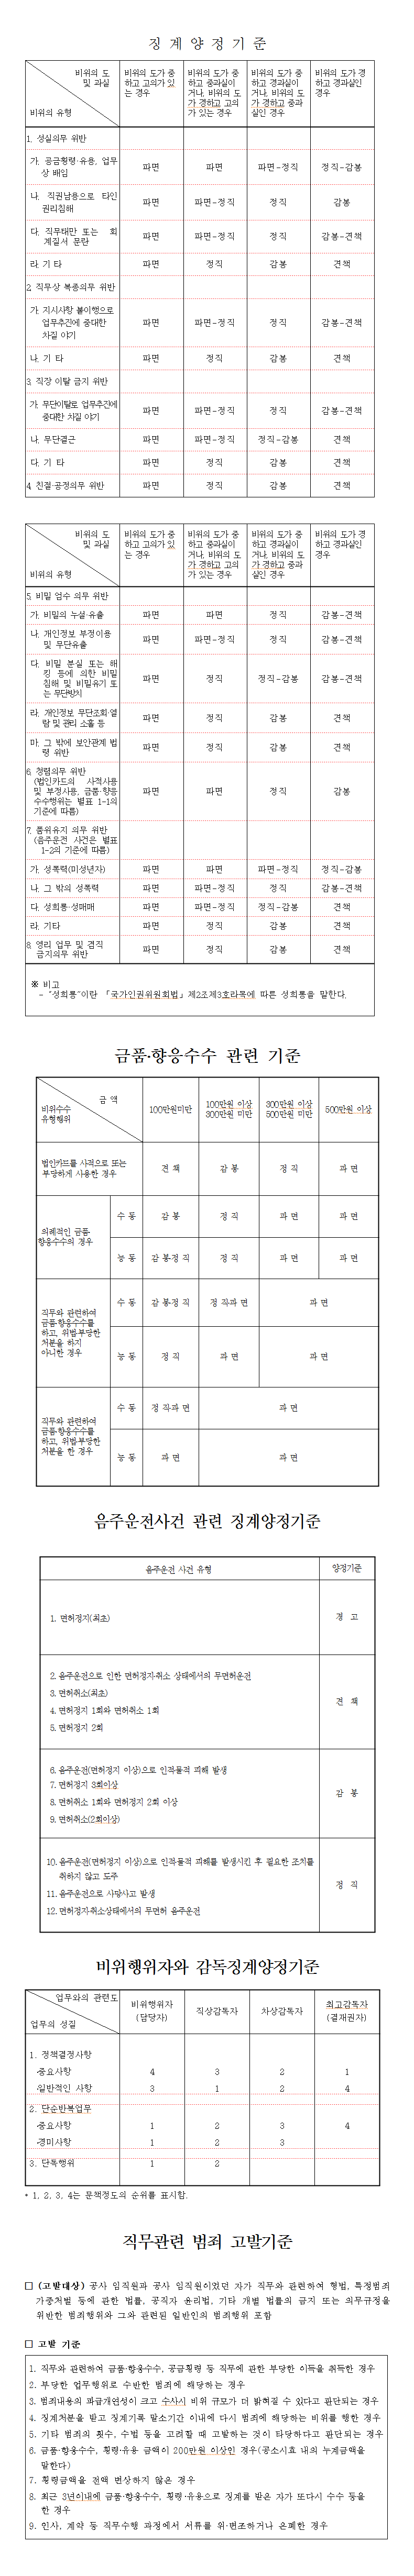 징 계 양 정 기 준
비위의 도
및 과실
비위의 유형
비위의 도가 중
하고 고의가 있
는 경우
비위의 도가 중
하고 중과실이
거나, 비위의 도
가 경하고 고의
가 있는 경우
비위의 도가 중
하고 경과실이
거나, 비위의 도
가 경하고 중과
실인 경우
비위의 도가 경
하고 경과실인
경우
1. 성실의무 위반
가. 공금횡령·유용, 업무
상 배임
파면 파면 파면-정직 정직-감봉
나. 직권남용으로 타인
권리침해
파면 파면-정직 정직 감봉
다. 직무태만 또는 회
계질서 문란
파면 파면-정직 정직 감봉-견책
라. 기 타 파면 정직 감봉 견책
2. 직무상 복종의무 위반
가. 지시사항 불이행으로
업무추진에 중대한
차질 야기
파면 파면-정직 정직 감봉-견책
나. 기 타 파면 정직 감봉 견책
3. 직장 이탈 금지 위반
가. 무단이탈로 업무추진에
중대한 차질 야기
파면 파면-정직 정직 감봉-견책
나. 무단결근 파면 파면-정직 정직-감봉 견책
다. 기 타 파면 정직 감봉 견책
4. 친절·공정의무 위반 파면 정직 감봉 견책
비위의 도
및 과실
비위의 유형
비위의 도가 중
하고 고의가 있
는 경우
비위의 도가 중
하고 중과실이
거나, 비위의 도
가 경하고 고의
가 있는 경우
비위의 도가 중
하고 경과실이
거나, 비위의 도
가 경하고 중과
실인 경우
비위의 도가 경
하고 경과실인
경우
5. 비밀 엄수 의무 위반
가. 비밀의 누설·유출 파면 파면 정직 감봉-견책
나. 개인정보 부정이용
및 무단유출
파면 파면-정직 정직 감봉-견책
다. 비밀 분실 또는 해
킹 등에 의한 비밀
침해 및 비밀유기 또
는 무단방치
파면 정직 정직-감봉 감봉-견책
라. 개인정보 무단조회·열
람 및 관리 소홀 등
파면 정직 감봉 견책
마. 그 밖에 보안관계 법
령 위반
파면 정직 감봉 견책
6. 청렴의무 위반
(법인카드의 사적사용
및 부정사용, 금품·향응
수수행위는 별표 1-1의
기준에 따름)
파면 파면 정직 감봉
7. 품위유지 의무 위반
(음주운전 사건은 별표
1-2의 기준에 따름)
가. 성폭력(미성년자) 파면 파면 파면-정직 정직-감봉
나. 그 밖의 성폭력 파면 파면-정직 정직 감봉-견책
다. 성희롱·성매매 파면 파면-정직 정직-감봉 견책
라. 기타 파면 정직 감봉 견책
8. 영리 업무 및 겸직
금지의무 위반
파면 정직 감봉 견책
※ 비고
- "성희롱"이란 「국가인권위원회법」 제2조제3호라목에 따른 성희롱을 말한다.
금품·향응수수 관련 기준
금 액
비위수수
유형행위
100만원미만
100만원 이상
300만원 미만
300만원 이상
500만원 미만
500만원 이상
법인카드를 사적으로 또는
부당하게 사용한 경우
견 책 감 봉 정 직 파 면
의례적인 금품·
향응수수의 경우
수 동 감 봉 정 직 파 면 파 면
능 동 감 봉·정 직 정 직 파 면 파 면
직무와 관련하여
금품·향응수수를
하고, 위법·부당한
처분을 하지
아니한 경우
수 동 감 봉·정 직 정 직·파 면 파 면
능 동 정 직 파 면 파 면
직무와 관련하여
금품·향응수수를
하고, 위법·부당한
처분을 한 경우
수 동 정 직·파 면 파 면
능 동 파 면 파 면
음주운전사건 관련 징계양정기준
음주운전 사건 유형 양정기준
1. 면허정지(최초)
경 고
2. 음주운전으로 인한 면허정지·취소 상태에서의 무면허운전
3. 면허취소(최초)
4. 면허정지 1회와 면허취소 1회
5. 면허정지 2회
견 책
6. 음주운전(면허정지 이상)으로 인적·물적 피해 발생
7. 면허정지 3회이상
8. 면허취소 1회와 면허정지 2회 이상
9. 면허취소(2회이상)
감 봉
10. 음주운전(면허정지 이상)으로 인적·물적 피해를 발생시킨 후 필요한 조치를
취하지 않고 도주
11. 음주운전으로 사망사고 발생
12. 면허정지·취소상태에서의 무면허 음주운전
정 직
비위행위자와 감독징계양정기준
업무와의 관련도
업무의 성질
비위행위자
(담당자)
직상감독자
차상감독자
최고감독자
(결재권자)
1. 정책결정사항
·중요사항 4 3 2 1
·일반적인 사항 3 1 2 4
2. 단순반복업무
·중요사항 1 2 3 4
·경미사항 1 2 3
3. 단독행위 1 2
* 1, 2, 3, 4는 문책정도의 순위를 표시함.
직무관련 범죄 고발기준
□ (고발대상) 공사 임직원과 공사 임직원이었던 자가 직무와 관련하여 형법, 특정범죄
가중처벌 등에 관한 법률, 공직자 윤리법, 기타 개별 법률의 금지 또는 의무규정을
위반한 범죄행위와 그와 관련된 일반인의 범죄행위 포함
□ 고발 기준
1. 직무와 관련하여 금품·향응수수, 공금횡령 등 직무에 관한 부당한 이득을 취득한 경우
2. 부당한 업무행위로 수반한 범죄에 해당하는 경우
3. 범죄내용의 파급개연성이 크고 수사시 비위 규모가 더 밝혀질 수 있다고 판단되는 경우
4. 징계처분을 받고 징계기록 말소기간 이내에 다시 범죄에 해당하는 비위를 행한 경우
5. 기타 범죄의 횟수, 수법 등을 고려할 때 고발하는 것이 타당하다고 판단되는 경우
6. 금품·향응수수, 횡령·유용 금액이 200만원 이상인 경우(공소시효 내의 누계금액을
말한다)
7. 횡령금액을 전액 변상하지 않은 경우
8. 최근 3년이내에 금품·향응수수, 횡령·유용으로 징계를 받은 자가 또다시 수수 등을
한 경우
9. 인사, 계약 등 직무수행 과정에서 서류를 위·변조하거나 은폐한 경우